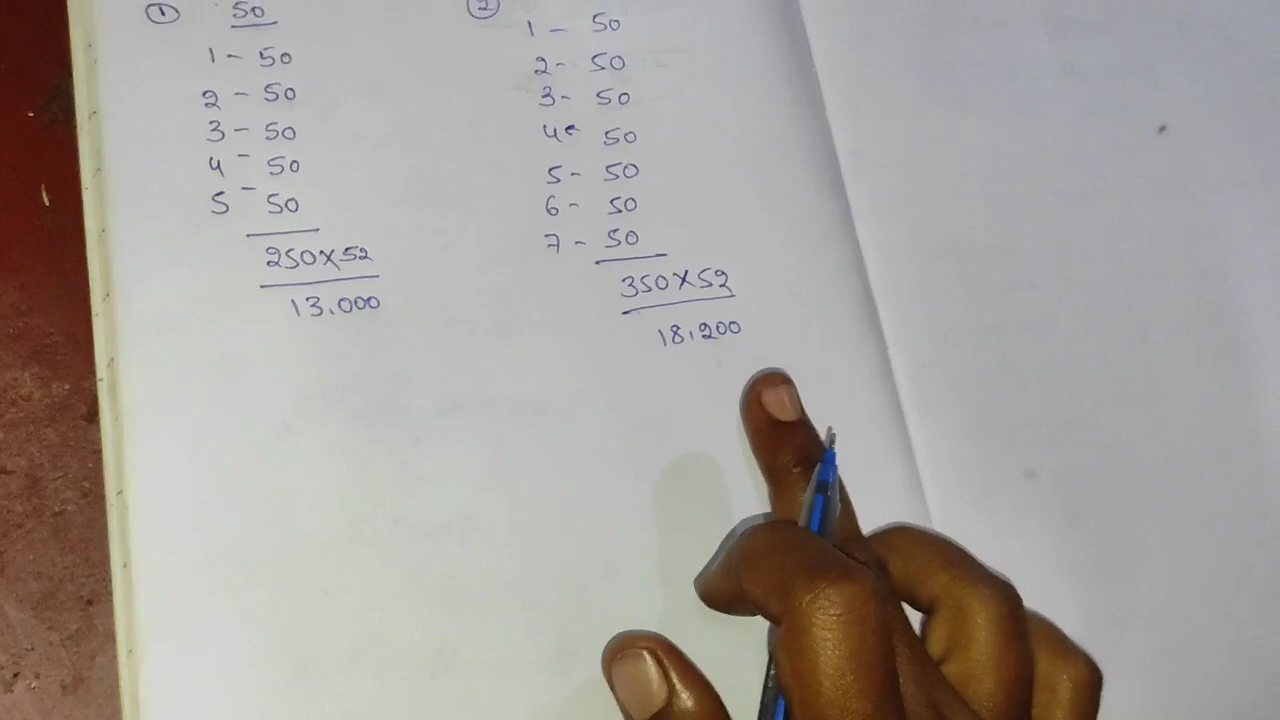 ① 50
1 - 50
2 - 50
3 - 50
4 - 50
5 - 50
250×52
13,000
②
1 - 50
2 - 50
3 - 50
4 - 50
5 - 50
6 - 50
7 - 50
350×52
18,200